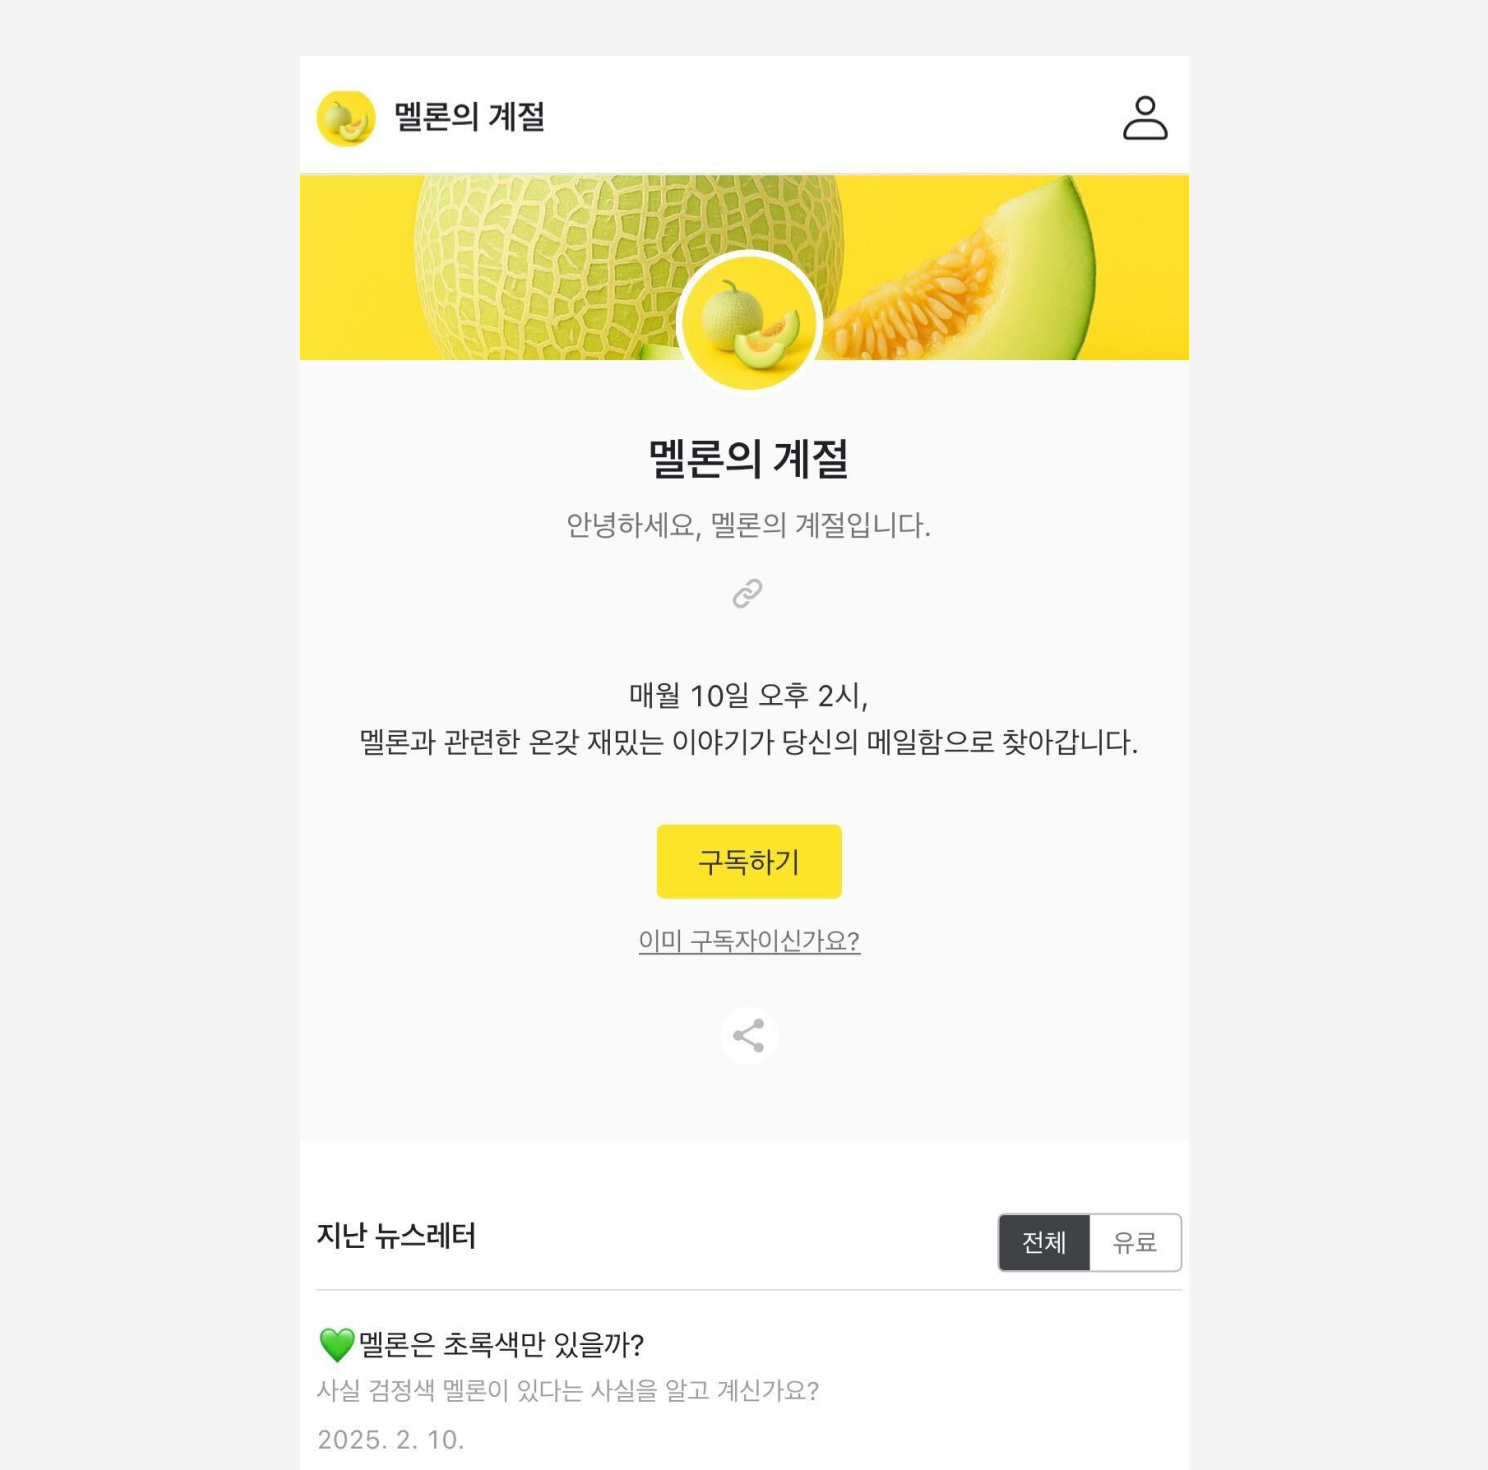 멜론의 계절
멜론의 계절
안녕하세요, 멜론의 계절입니다.
매월 10일 오후 2시,
멜론과 관련한 온갖 재밌는 이야기가 당신의 메일함으로 찾아갑니다.
구독하기
이미 구독자이신가요?
지난 뉴스레터
전체
유료
💚멜론은 초록색만 있을까?
사실 검정색 멜론이 있다는 사실을 알고 계신가요?
2025. 2. 10.